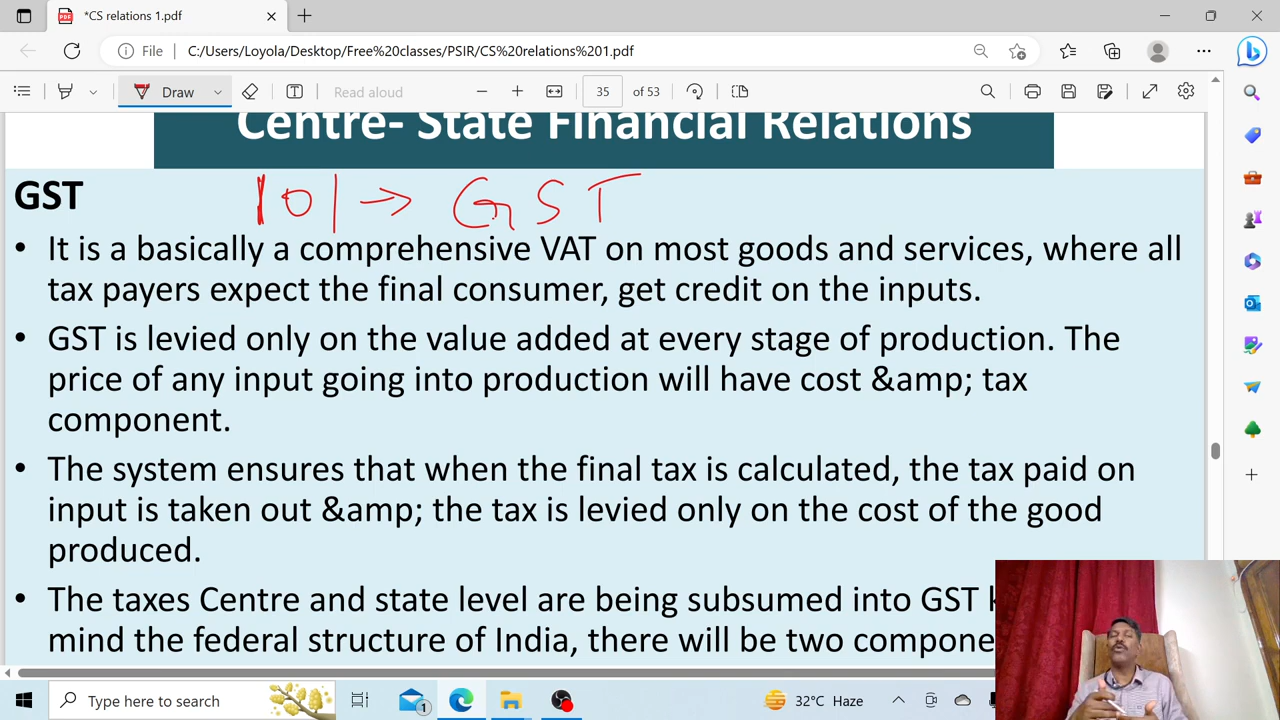 *CS relations 1.pdf
File C:/Users/Loyola/Desktop/Free%20classes/PSIR/CS%20relations%201.pdf
Draw Read aloud 35 of 53
Centre- State Financial Relations
GST 101 → GST
• It is a basically a comprehensive VAT on most goods and services, where all
tax payers expect the final consumer, get credit on the inputs.
• GST is levied only on the value added at every stage of production. The
price of any input going into production will have cost &amp; tax
component.
• The system ensures that when the final tax is calculated, the tax paid on
input is taken out &amp; the tax is levied only on the cost of the good
produced.
• The taxes Centre and state level are being subsumed into GST
mind the federal structure of India, there will be two
Type here to search 1 32°C Haze